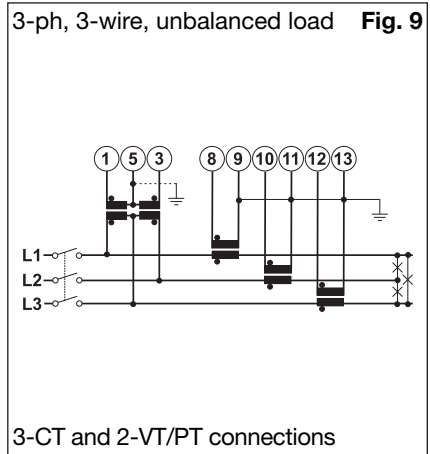 3-ph, 3-wire, unbalanced load Fig. 9
1 5 3 8 9 10 11 12 13
L1
L2
L3
3-CT and 2-VT/PT connections